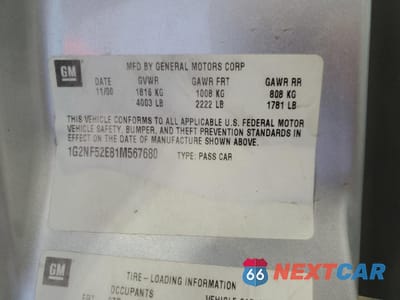 GM
MFD BY GENERAL MOTORS CORP
DATE GVWR GAWR FRT GAWR RR
11/00 1816 KG 1008 KG 808 KG
4003 LB 2222 LB 1781 LB
THIS VEHICLE CONFORMS TO ALL APPLICABLE U.S. FEDERAL MOTOR
VEHICLE SAFETY, BUMPER, AND THEFT PREVENTION STANDARDS IN
EFFECT ON THE DATE OF MANUFACTURE SHOWN ABOVE.
1G2NF52E81M567680 TYPE: PASS CAR
GM
TIRE-LOADING INFORMATION
OCCUPANTS
66 NEXTCAR